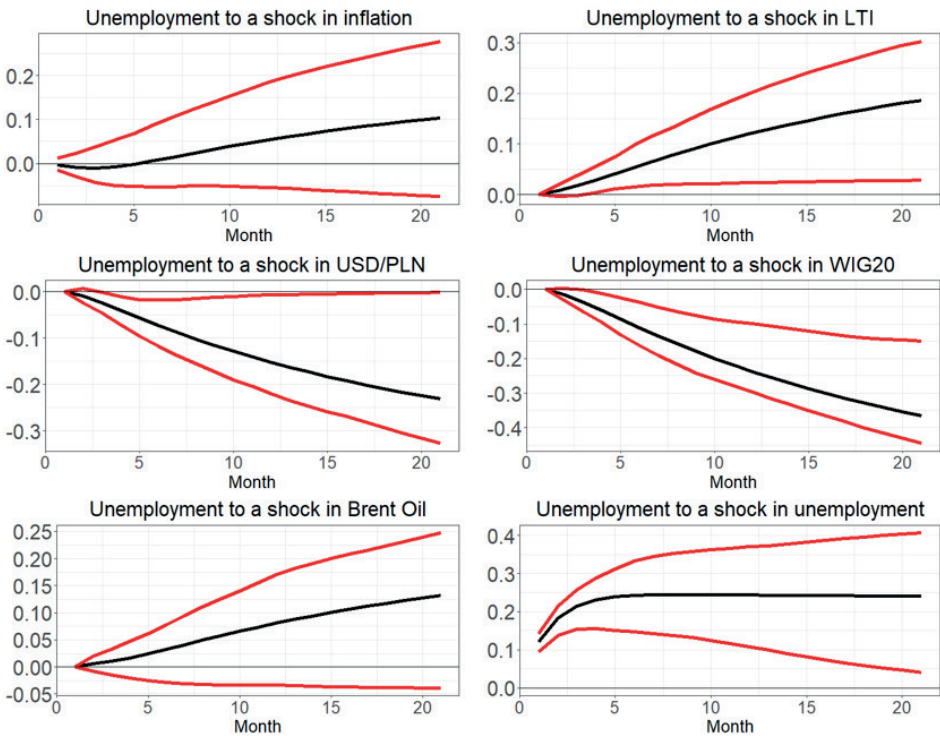 Unemployment to a shock in inflation
0.2
0.1
0.0
0 5 10 15 20
Month
Unemployment to a shock in LTI
0.3
0.2
0.1
0.0
0 5 10 15 20
Month
Unemployment to a shock in USD/PLN
0.0
-0.1
-0.2
-0.3
0 5 10 15 20
Month
Unemployment to a shock in WIG20
0.0
-0.1
-0.2
-0.3
-0.4
0 5 10 15 20
Month
Unemployment to a shock in Brent Oil
0.25
0.20
0.15
0.10
0.05
0.00
-0.05
0 5 10 15 20
Month
Unemployment to a shock in unemployment
0.4
0.3
0.2
0.1
0.0
0 5 10 15 20
Month